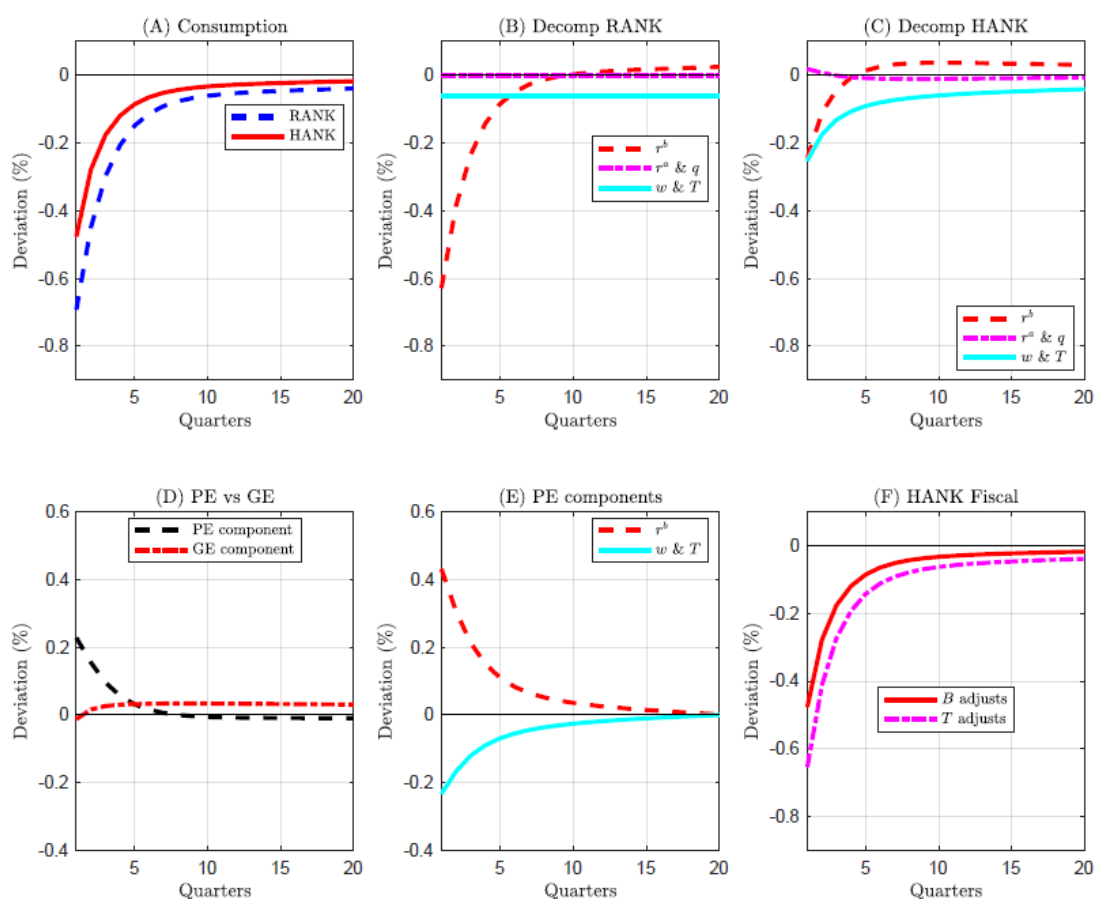 (A) Consumption
0
-0.2
-0.4
-0.6
-0.8
Deviation (%)
RANK
HANK
5 10 15 20
Quarters
(B) Decomp RANK
0
-0.2
-0.4
-0.6
-0.8
Deviation (%)
r^b
r^a & q
w & T
5 10 15 20
Quarters
(C) Decomp HANK
0
-0.2
-0.4
-0.6
-0.8
Deviation (%)
r^b
r^a & q
w & T
5 10 15 20
Quarters
(D) PE vs GE
0.6
0.4
0.2
0
-0.2
-0.4
Deviation (%)
PE component
GE component
5 10 15 20
Quarters
(E) PE components
0.6
0.4
0.2
0
-0.2
-0.4
Deviation (%)
r^b
w & T
5 10 15 20
Quarters
(F) HANK Fiscal
0
-0.2
-0.4
-0.6
-0.8
Deviation (%)
B adjusts
T adjusts
5 10 15 20
Quarters